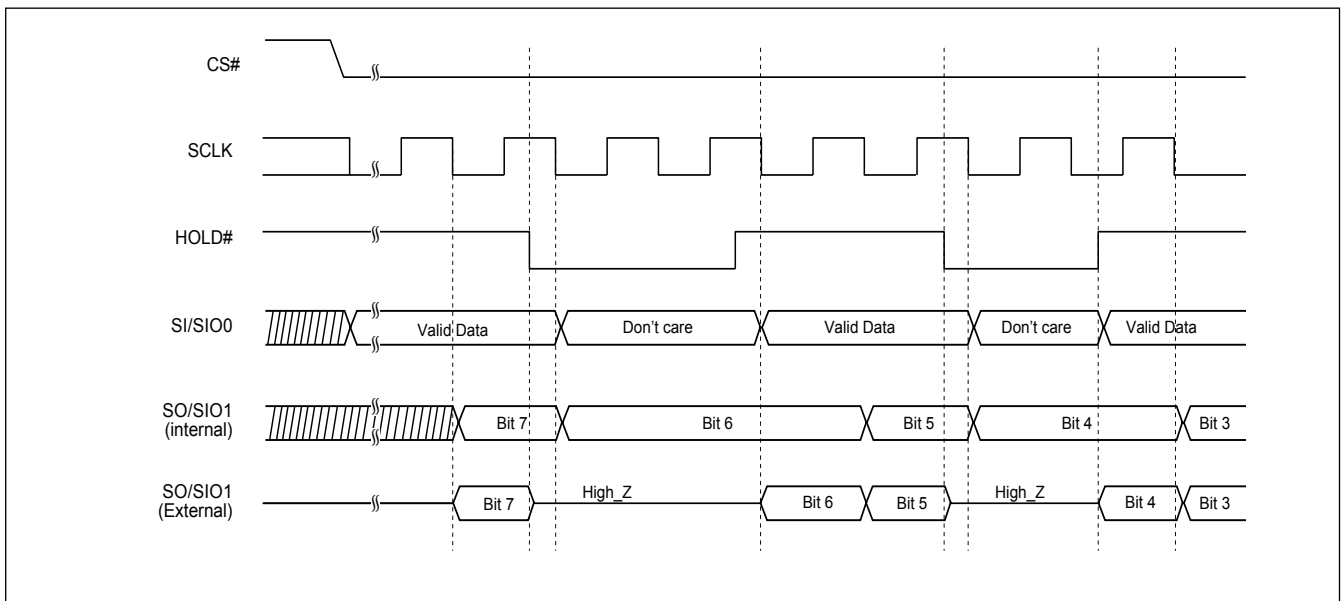 CS#
SCLK
HOLD#
SI/SIO0
Valid Data
Don't care
Valid Data
Don't care
Valid Data
SO/SIO1
(internal)
Bit 7
Bit 6
Bit 5
Bit 4
Bit 3
SO/SIO1
(External)
Bit 7
High_Z
Bit 6
Bit 5
High_Z
Bit 4
Bit 3